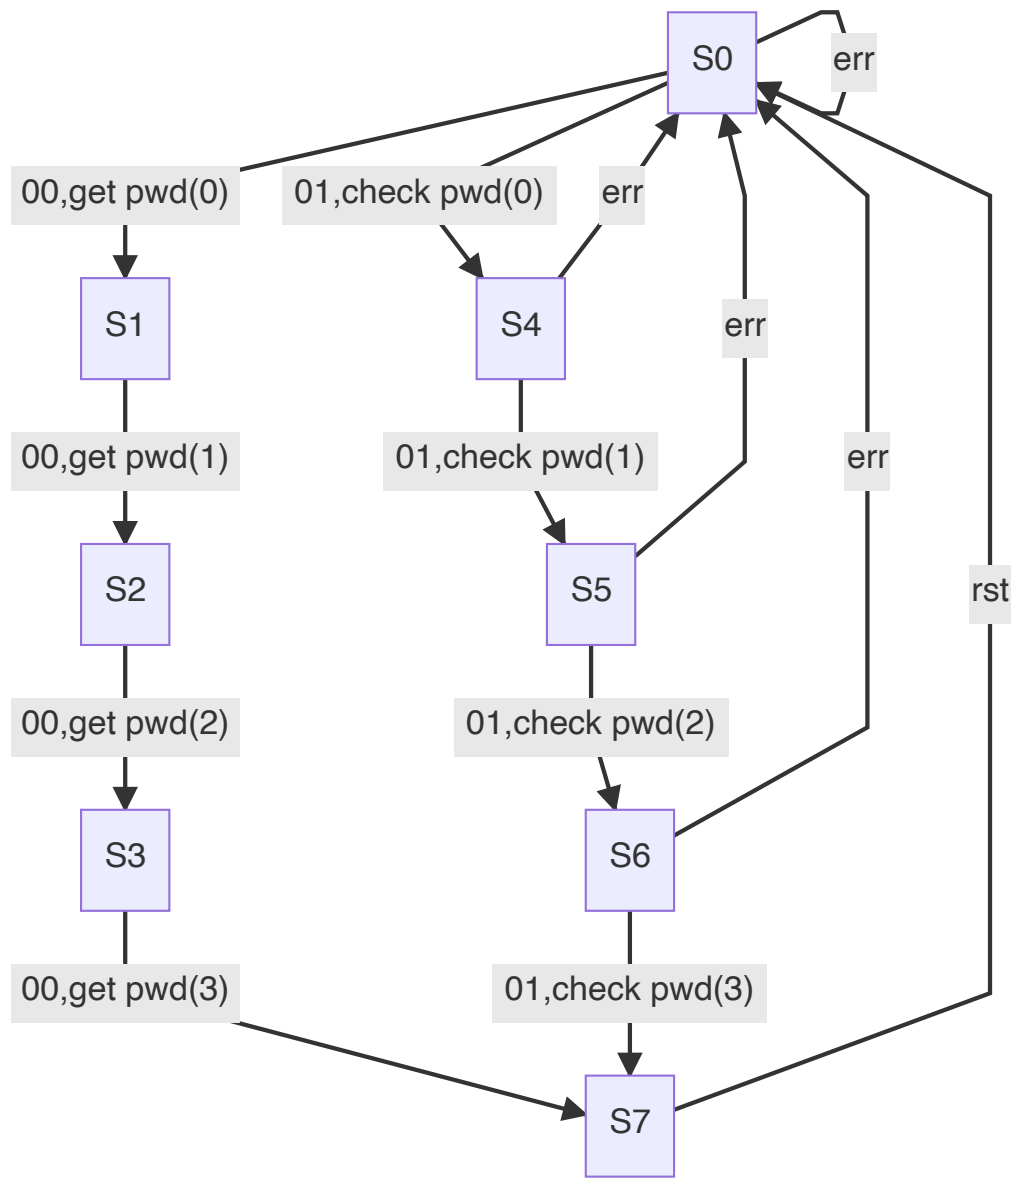 S0
err
00,get pwd(0)
01,check pwd(0)
err
S1
S4
err
00,get pwd(1)
01,check pwd(1)
err
S2
S5
rst
00,get pwd(2)
01,check pwd(2)
S3
S6
00,get pwd(3)
01,check pwd(3)
S7